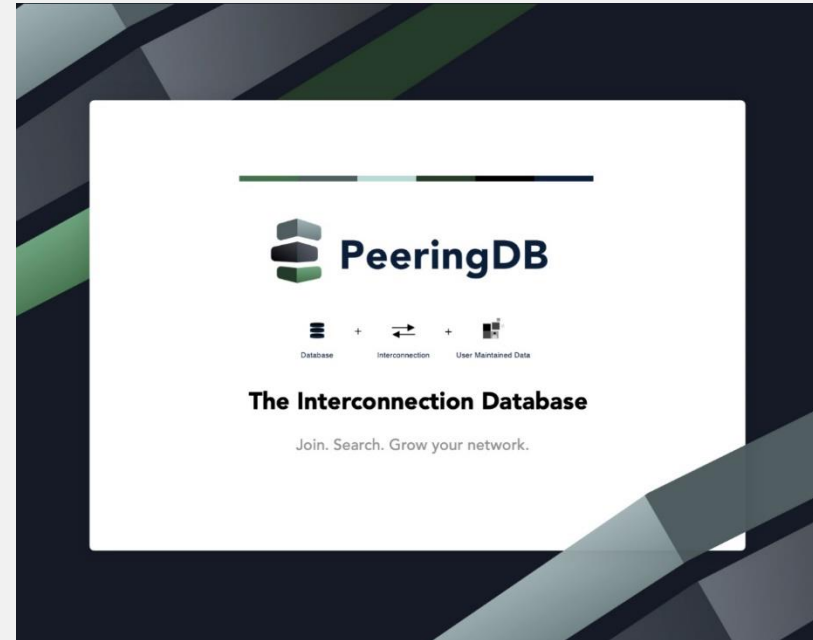 PeeringDB
+ +
Database Interconnection User Maintained Data
The Interconnection Database
Join. Search. Grow your network.